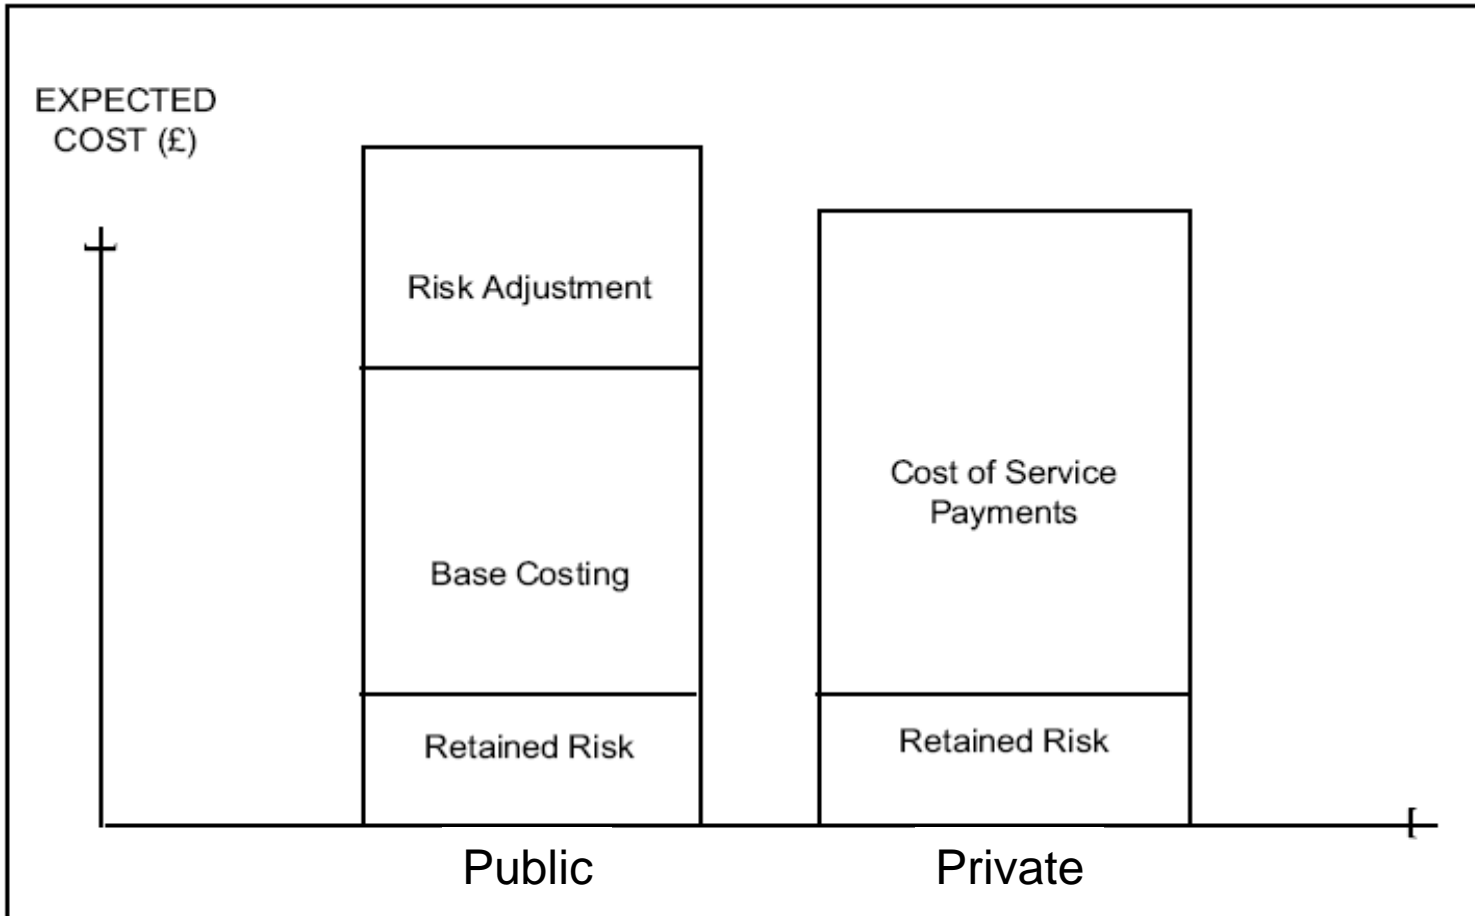 EXPECTED
COST (£)
Risk Adjustment
Base Costing
Retained Risk
Cost of Service
Payments
Retained Risk
Public
Private